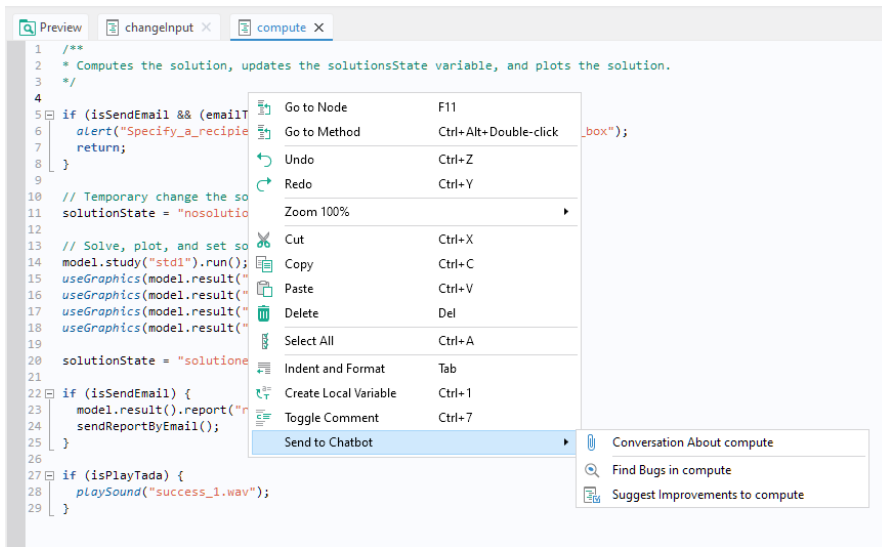 Preview changeInput compute
1 /**
2 * Computes the solution, updates the solutionsState variable, and plots the solution.
3 */
4
5 if (isSendEmail && (emailT
6 alert("Specify_a_recipie _box");
7 return;
8 }
9
10 // Temporary change the so
11 solutionState = "nosolutio
12
13 // Solve, plot, and set so
14 model.study("std1").run();
15 useGraphics(model.result("
16 useGraphics(model.result("
17 useGraphics(model.result("
18 useGraphics(model.result("
19
20 solutionState = "solutione
21
22 if (isSendEmail) {
23 model.result().report("r
24 sendReportByEmail();
25 }
26
27 if (isPlayTada) {
28 playSound("success_1.wav");
29 }
Go to Node F11
Go to Method Ctrl+Alt+Double-click
Undo Ctrl+Z
Redo Ctrl+Y
Zoom 100%
Cut Ctrl+X
Copy Ctrl+C
Paste Ctrl+V
Delete Del
Select All Ctrl+A
Indent and Format Tab
Create Local Variable Ctrl+1
Toggle Comment Ctrl+7
Send to Chatbot
Conversation About compute
Find Bugs in compute
Suggest Improvements to compute